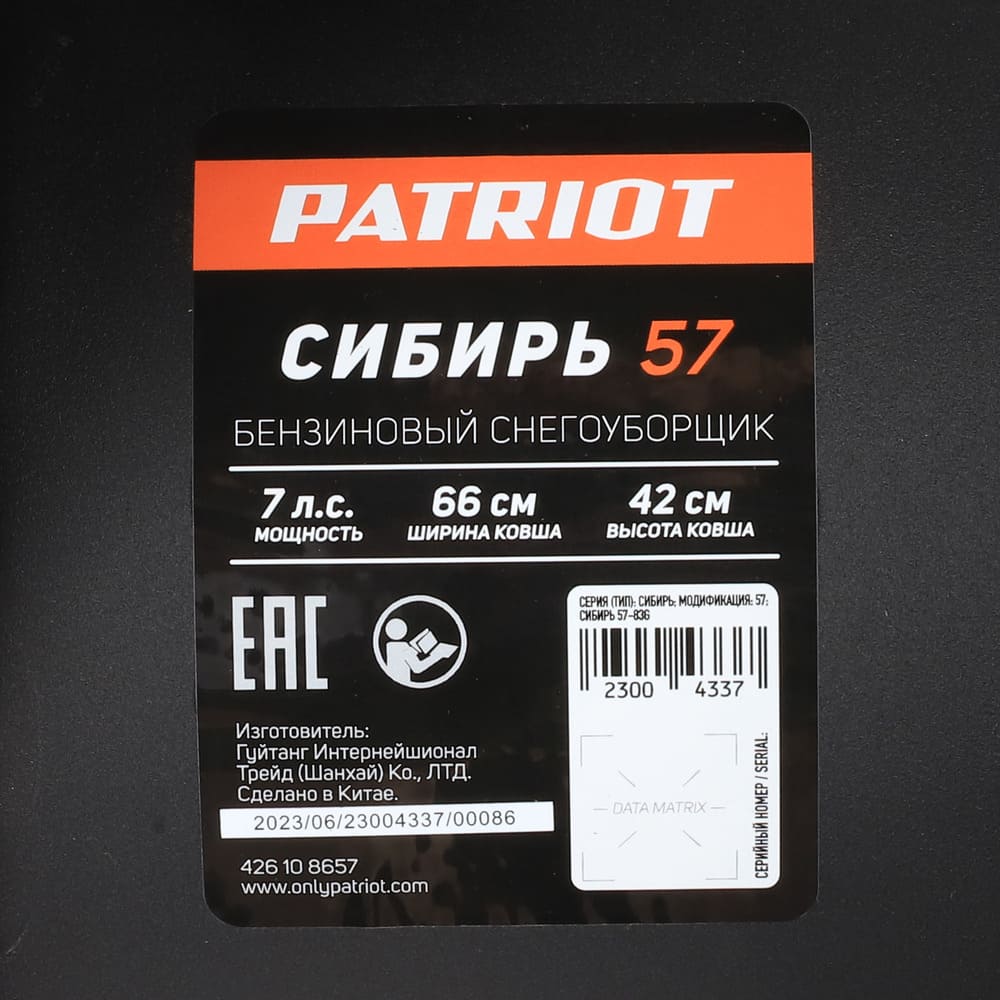 PATRIOT
СИБИРЬ 57
БЕНЗИНОВЫЙ СНЕГОУБОРЩИК
7 л.с. 66 см 42 см
МОЩНОСТЬ ШИРИНА КОВША ВЫСОТА КОВША
EAC
СЕРИЯ (ТИП): СИБИРЬ; МОДИФИКАЦИЯ: 57;
СИБИРЬ 57-836
2300 4337
Изготовитель:
Гуйтанг Интернейшионал
Трейд (Шанхай) Ко., ЛТД.
Сделано в Китае.
2023/06/23004337/00086
426 10 8657
www.onlypatriot.com
DATA MATRIX
СЕРИЙНЫЙ НОМЕР / SERIAL: